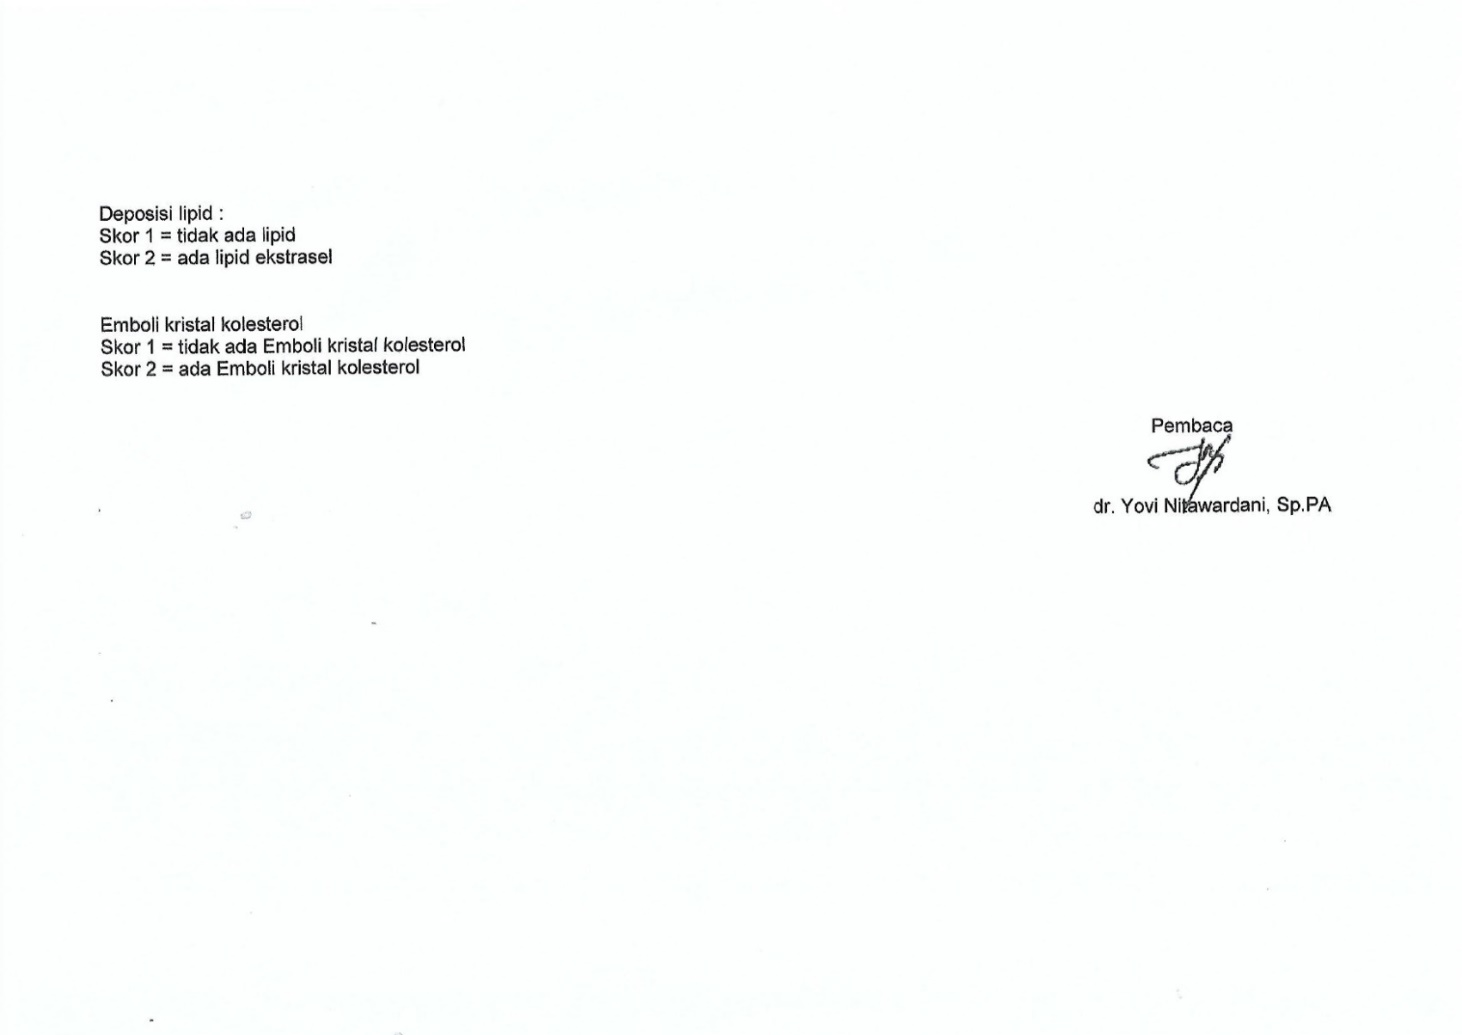 Deposisi lipid :
Skor 1 = tidak ada lipid
Skor 2 = ada lipid ekstrasel
Emboli kristal kolesterol
Skor 1 = tidak ada Emboli kristal kolesterol
Skor 2 = ada Emboli kristal kolesterol
Pembaca
dr. Yovi Nitawardani, Sp.PA